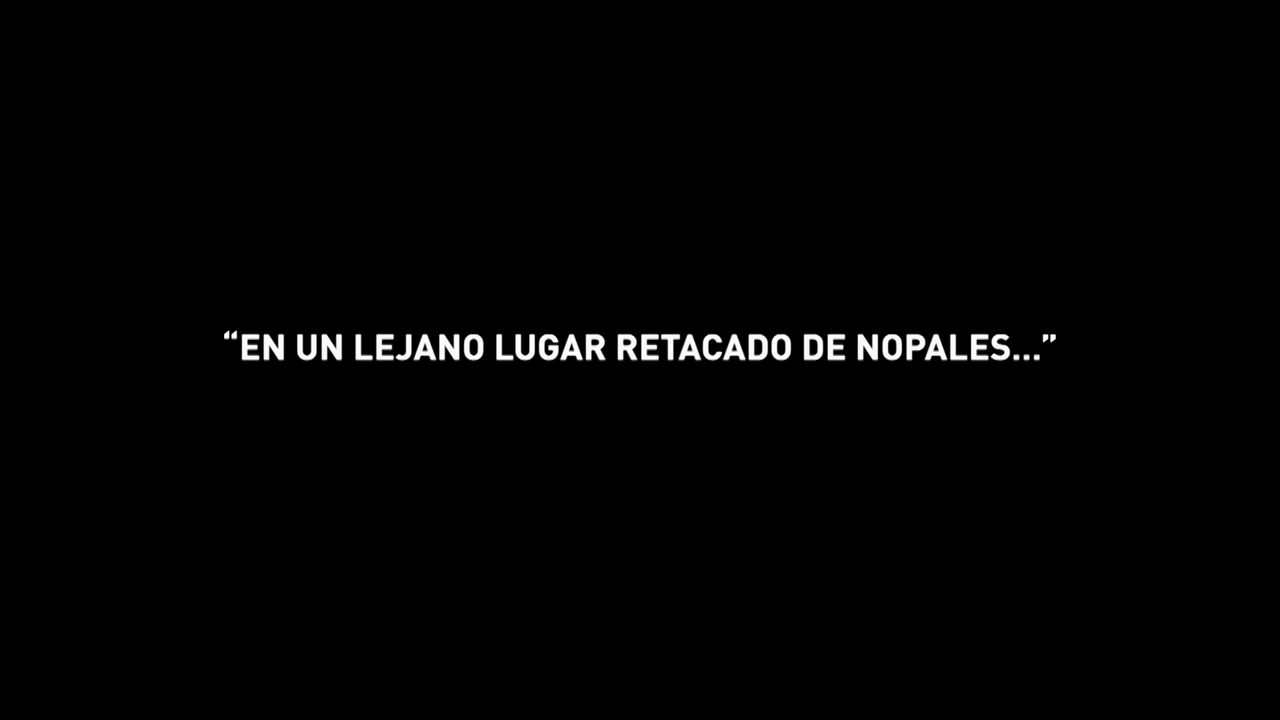 “EN UN LEJANO LUGAR RETACADO DE NOPALES...”